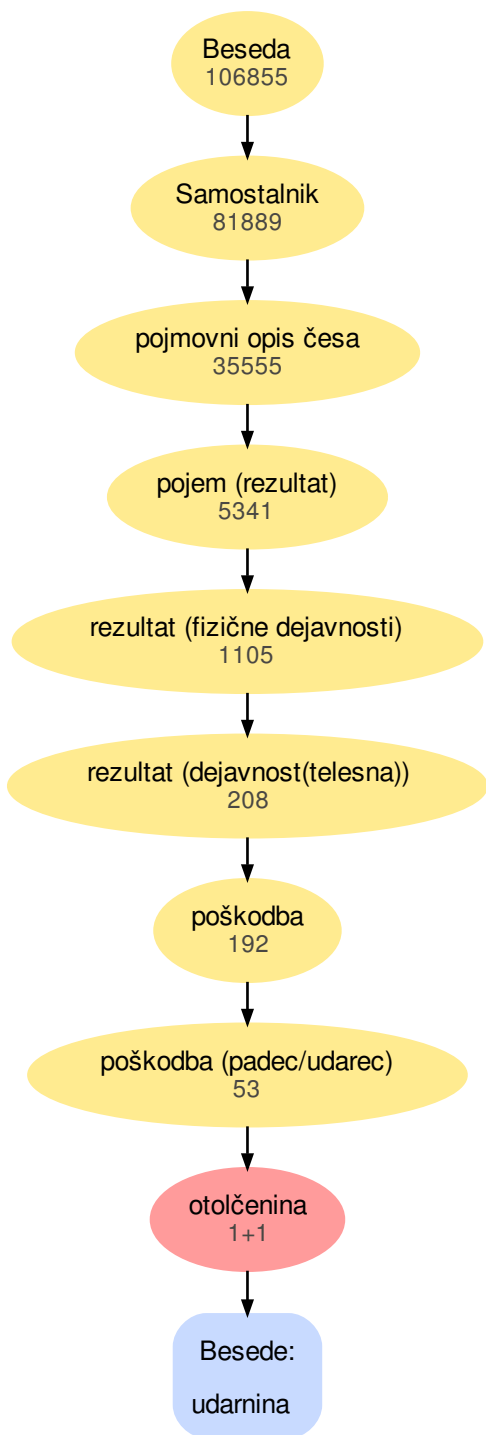 Beseda
106855
Samostalnik
81889
pojmovni opis česa
35555
pojem (rezultat)
5341
rezultat (fizične dejavnosti)
1105
rezultat (dejavnost(telesna))
208
poškodba
192
poškodba (padec/udarec)
53
otolčenina
1+1
Besede:
udarnina